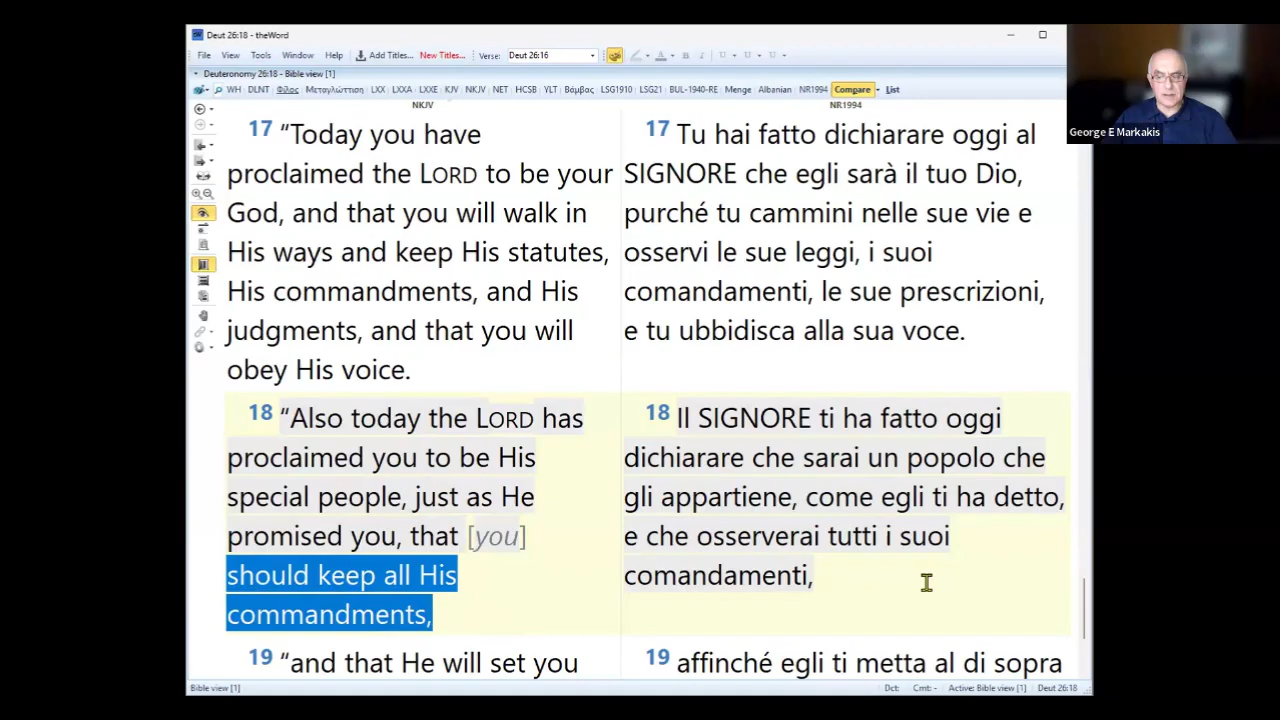 Deut 26:18 - theWord
File View Tools Window Help Add Titles... New Titles... Verse: Deut 26:16
Deuteronomy 26:18 - Bible view [1]
WH DLNT Φίλος Μεταγλώττιση LXX LXXA LXXE KJV NKJV NET HCSB YLT Βάμβας LSG1910 LSG21 BUL-1940-RE Menge Albanian NR1994 Compare List
NKJV
17 “Today you have
proclaimed the LORD to be your
God, and that you will walk in
His ways and keep His statutes,
His commandments, and His
judgments, and that you will
obey His voice.
18 “Also today the LORD has
proclaimed you to be His
special people, just as He
promised you, that [you]
should keep all His
commandments,
19 “and that He will set you
NR1994
17 Tu hai fatto dichiarare oggi al
SIGNORE che egli sarà il tuo Dio,
purché tu cammini nelle sue vie e
osservi le sue leggi, i suoi
comandamenti, le sue prescrizioni,
e tu ubbidisca alla sua voce.
18 Il SIGNORE ti ha fatto oggi
dichiarare che sarai un popolo che
gli appartiene, come egli ti ha detto,
e che osserverai tutti i suoi
comandamenti,
19 affinché egli ti metta al di sopra
George E Markakis
Bible view [1] Dct: Cmt: - Active: Bible view [1] Deut 26:18